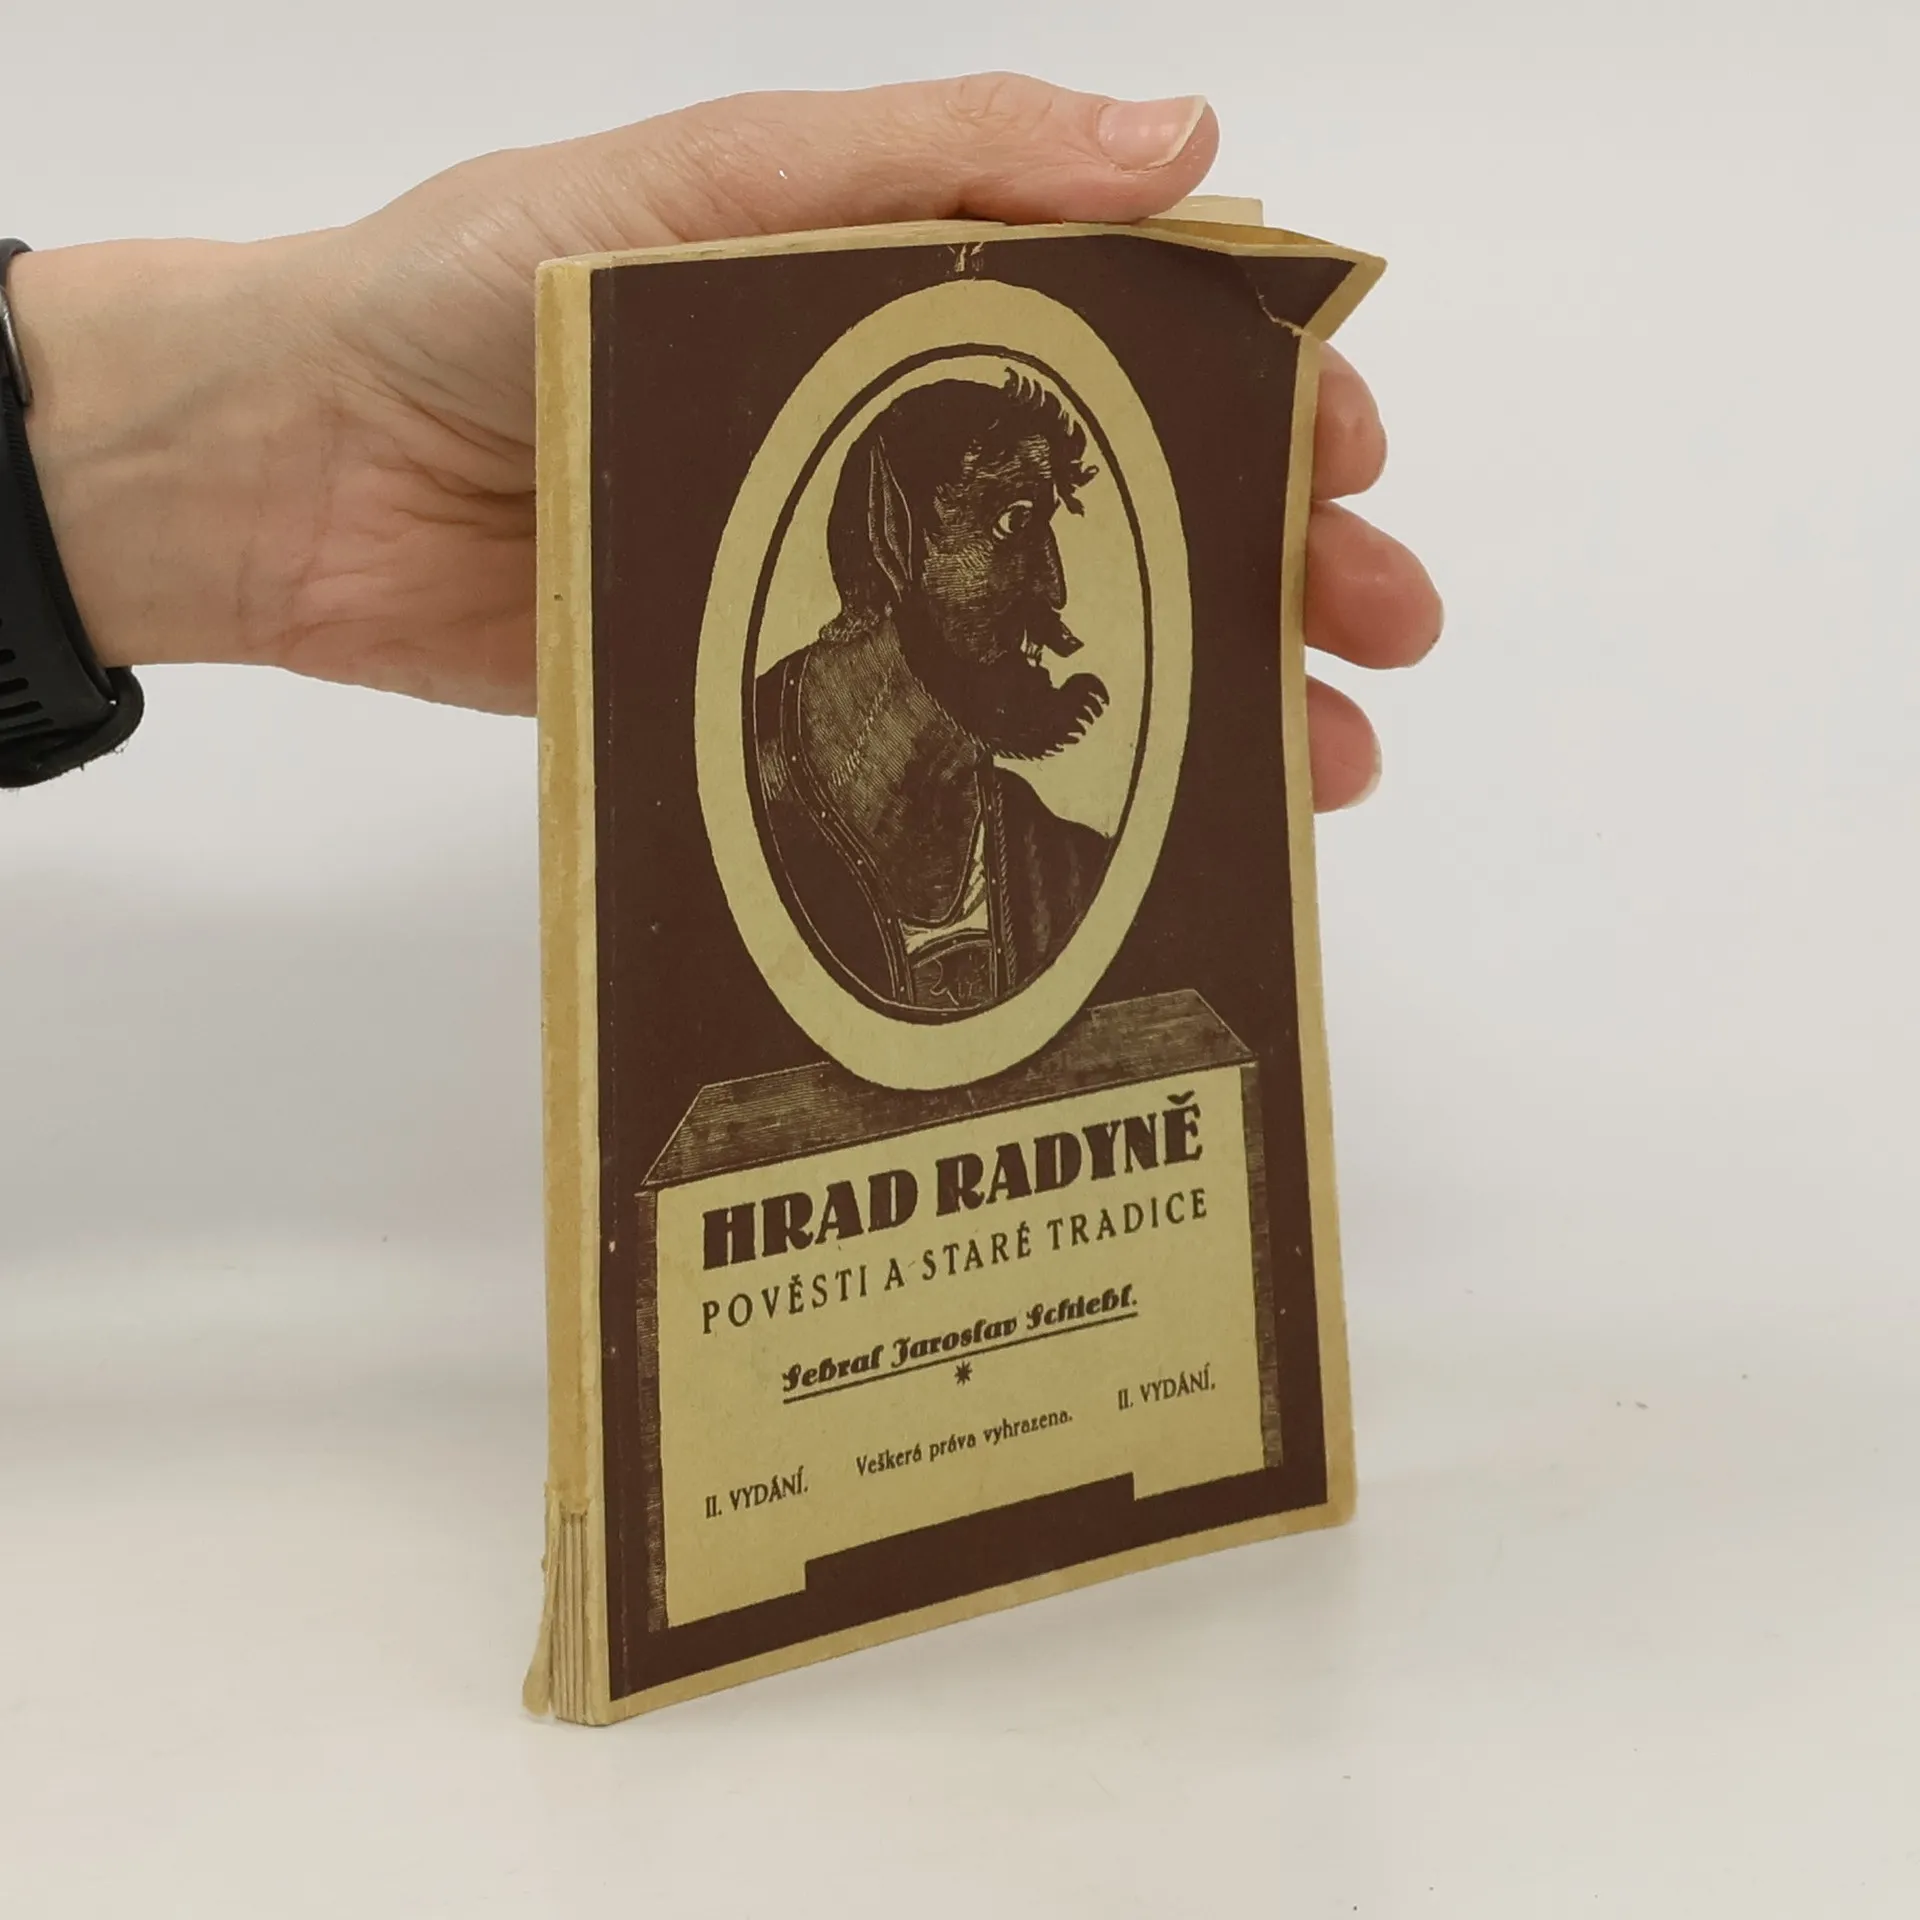 HRAD RADYNĚ
POVĚSTI A STARÉ TRADICE
Sebral Jaroslav Schiebl.
*
II. VYDÁNÍ. Veškerá práva vyhrazena. II. VYDÁNÍ.